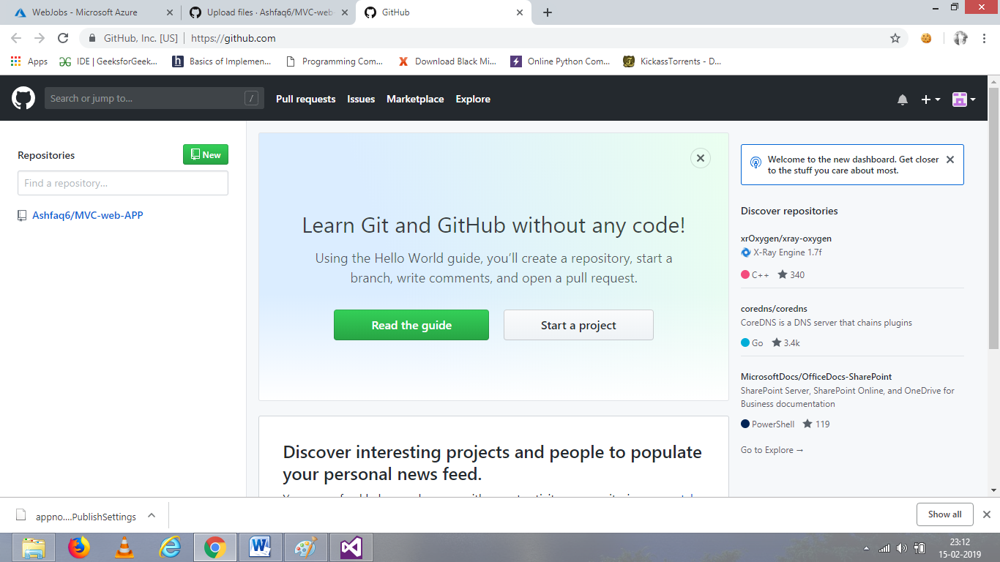 WebJobs - Microsoft Azure
Upload files · Ashfaq6/MVC-web-
GitHub
GitHub, Inc. [US] https://github.com
Apps
IDE | GeeksforGeek...
Basics of Implemen...
Programming Com...
Download Black Mi...
Online Python Com...
KickassTorrents - D...
Search or jump to... /
Pull requests
Issues
Marketplace
Explore
Repositories
New
Find a repository...
Ashfaq6/MVC-web-APP
Learn Git and GitHub without any code!
Using the Hello World guide, you’ll create a repository, start a
branch, write comments, and open a pull request.
Read the guide
Start a project
Discover interesting projects and people to populate
your personal news feed.
Welcome to the new dashboard. Get closer
to the stuff you care about most.
Discover repositories
xrOxygen/xray-oxygen
X-Ray Engine 1.7f
C++ 340
coredns/coredns
CoreDNS is a DNS server that chains plugins
Go 3.4k
MicrosoftDocs/OfficeDocs-SharePoint
SharePoint Server, SharePoint Online, and OneDrive for
Business documentation
PowerShell 119
Go to Explore →
appno....PublishSettings
Show all
23:12
15-02-2019